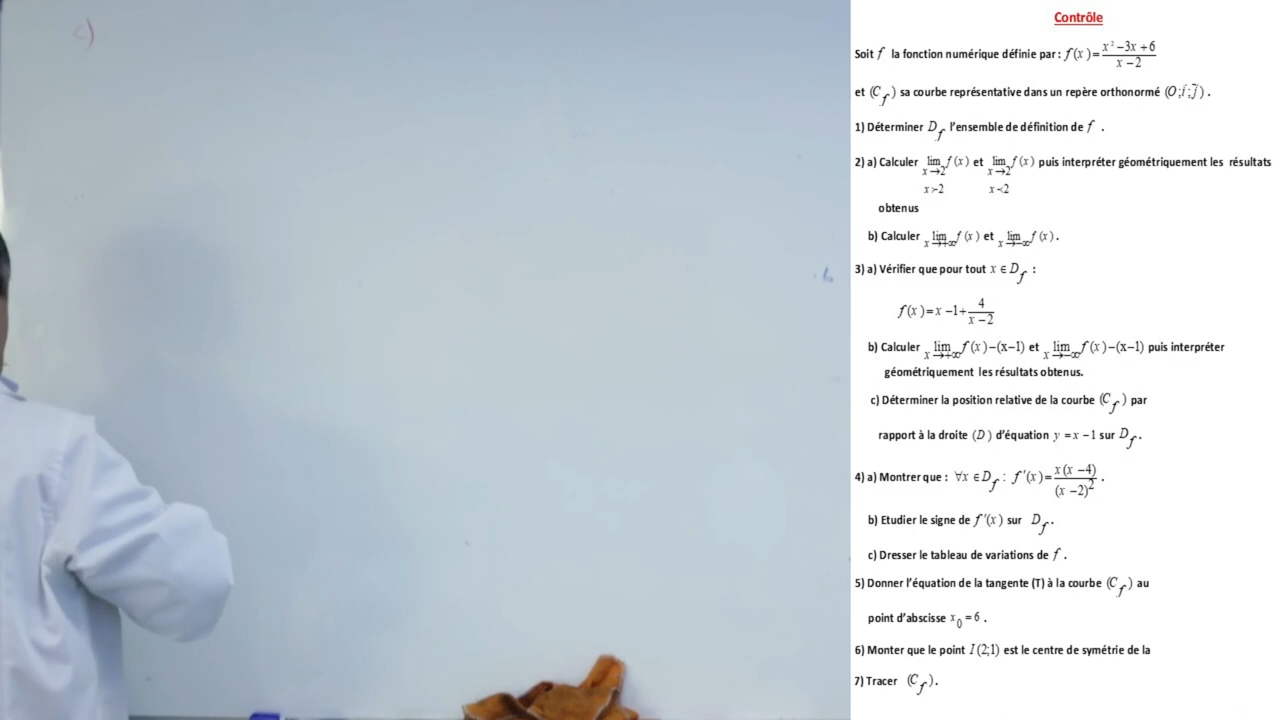 c)
Contrôle
Soit f la fonction numérique définie par : f(x)=\frac{x²-3x+6}{x-2}
et (C_f) sa courbe représentative dans un repère orthonormé (O;i;j).
1) Déterminer D_f l'ensemble de définition de f .
2) a) Calculer \lim_{x→2, x>2} f(x) et \lim_{x→2, x<2} f(x) puis interpréter géométriquement les résultats
obtenus
b) Calculer \lim_{x→+∞} f(x) et \lim_{x→-∞} f(x).
3) a) Vérifier que pour tout x∈D_f :
f(x)=x-1+\frac{4}{x-2}
b) Calculer \lim_{x→+∞} f(x)-(x-1) et \lim_{x→-∞} f(x)-(x-1) puis interpréter
géométriquement les résultats obtenus.
c) Déterminer la position relative de la courbe (C_f) par
rapport à la droite (D) d'équation y=x-1 sur D_f.
4) a) Montrer que : ∀x∈D_f : f'(x)=\frac{x(x-4)}{(x-2)²}.
b) Etudier le signe de f'(x) sur D_f.
c) Dresser le tableau de variations de f .
5) Donner l'équation de la tangente (T) à la courbe (C_f) au
point d'abscisse x_0=6 .
6) Monter que le point I(2;1) est le centre de symétrie de la
7) Tracer (C_f).